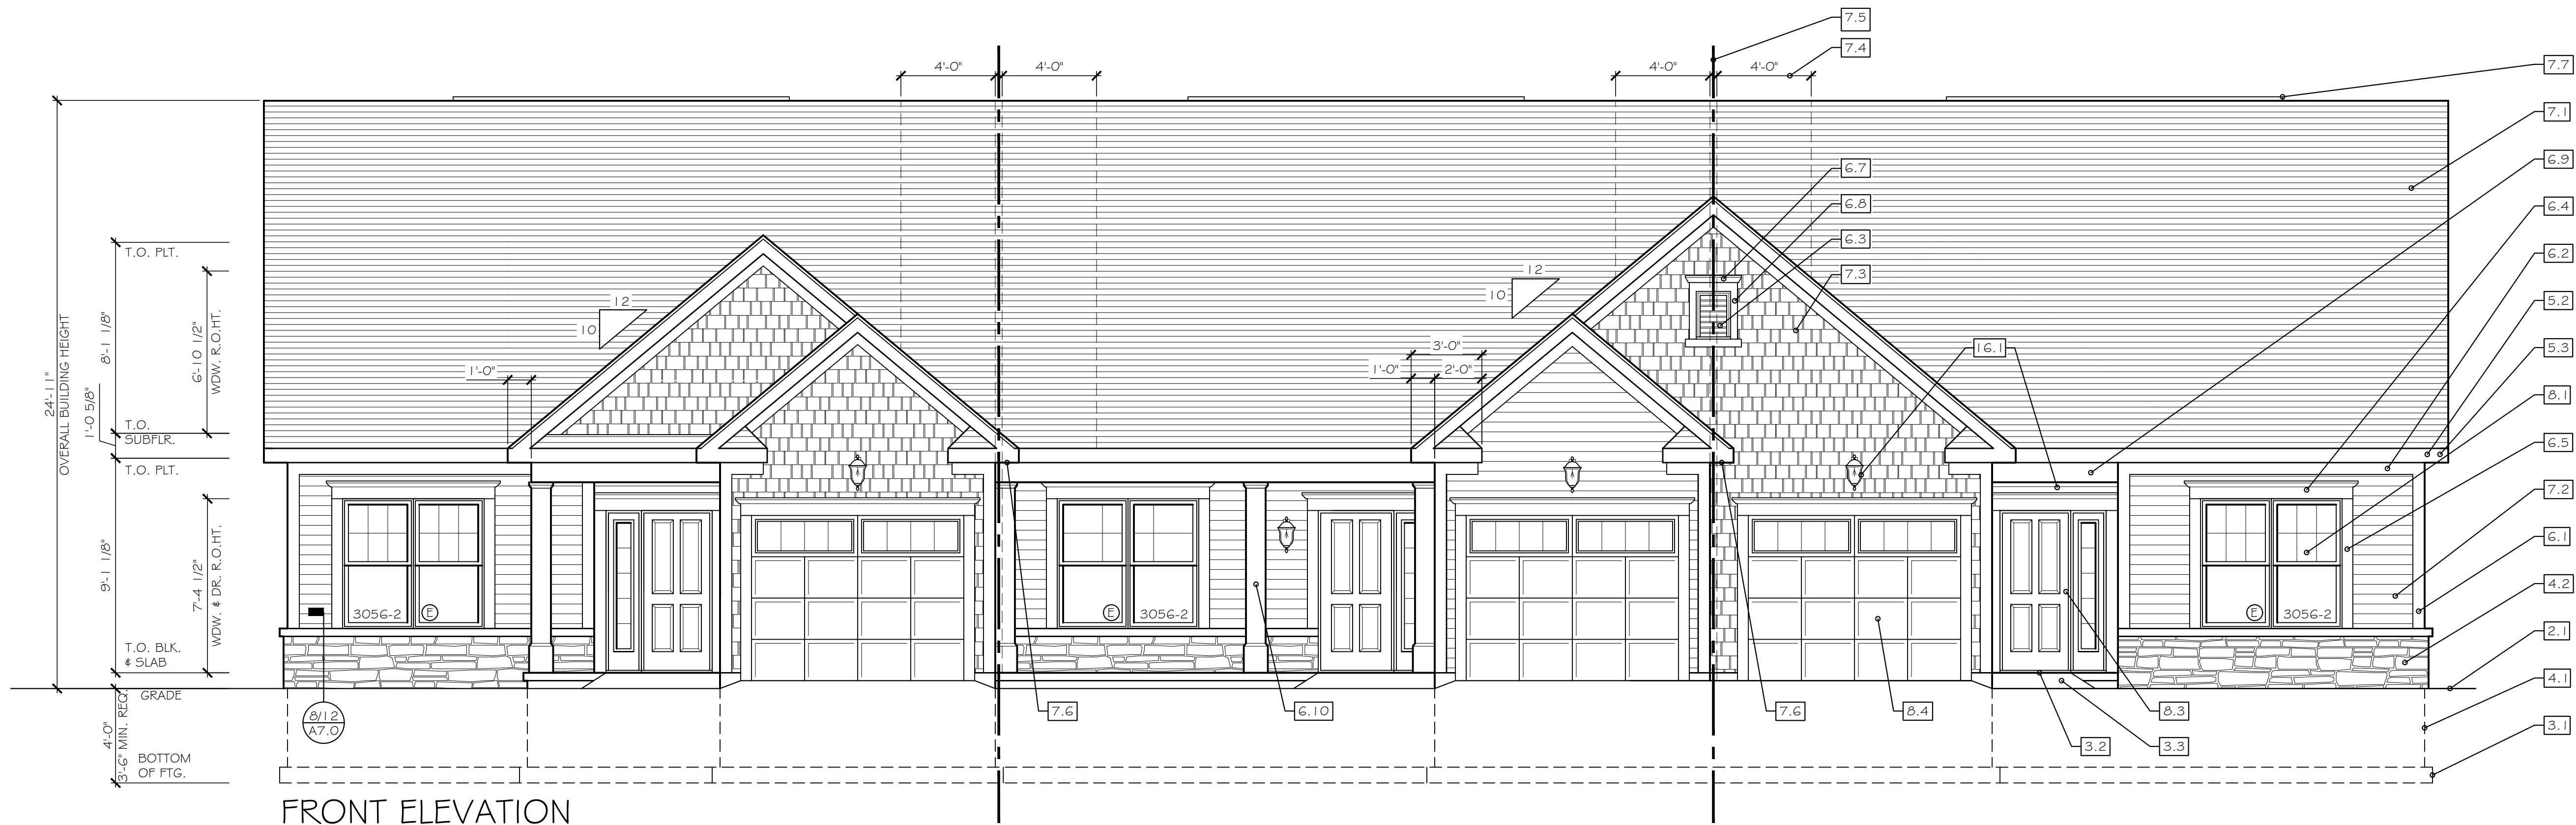 7.5
7.4
4'-0"
4'-0"
4'-0"
4'-0"
7.7
7.1
6.9
6.7
6.8
6.4
6.3
6.2
7.3
5.2
12
10
12
10
T.O. PLT.
24'-11"
OVERALL BUILDING HEIGHT
8'-1 1/8"
6'-10 1/2"
WDW. R.O.HT.
1'-0 5/8"
1'-0"
3'-0"
1'-0"
2'-0"
16.1
5.3
8.1
T.O.
SUBFLR.
6.5
T.O. PLT.
7.2
6.1
9'-1 1/8"
7'-4 1/2"
WDW. & DR. R.O.HT.
4.2
3056-2
E
E
3056-2
E
3056-2
2.1
T.O. BLK.
& SLAB
4.1
GRADE
8/12
A7.0
7.6
6.10
7.6
8.4
8.3
3.1
4'-0"
3'-6" MIN. REQ.
3.2
3.3
BOTTOM
OF FTG.
FRONT ELEVATION